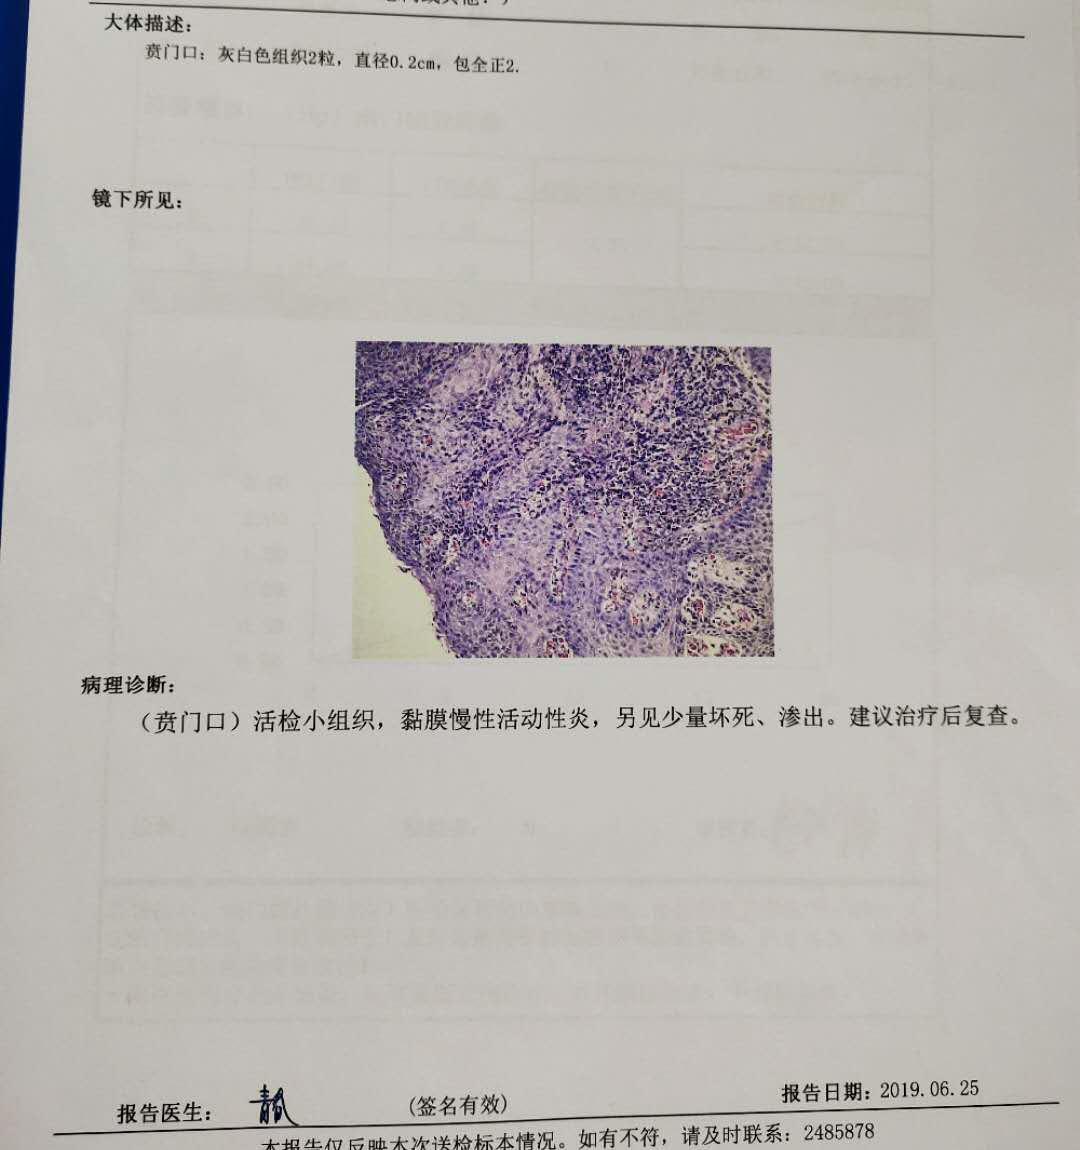 大体描述：
贲门口：灰白色组织2粒，直径0.2cm，包全正2.
镜下所见：
病理诊断：
（贲门口）活检小组织，黏膜慢性活动性炎，另见少量坏死、渗出。建议治疗后复查。
报告医生： (签名有效) 报告日期：2019.06.25
本报告仅反映本次送检标本情况。如有不符，请及时联系：2485878